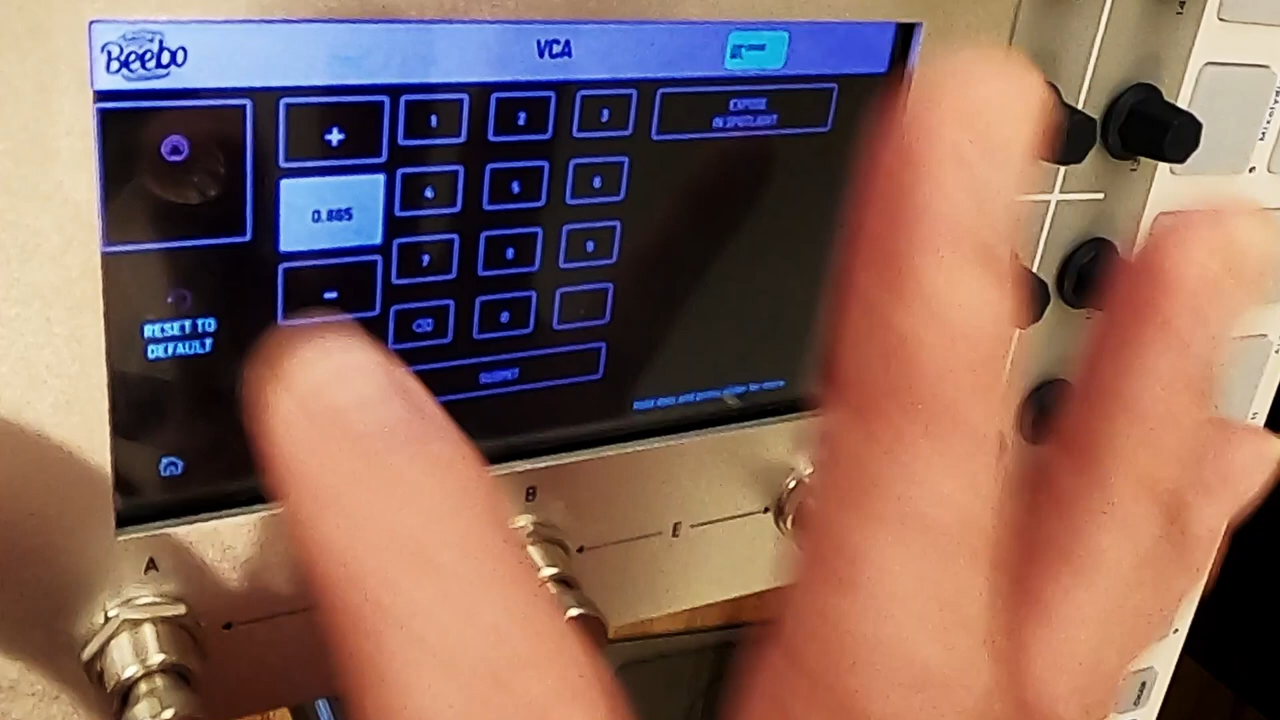 Beebo
VCA
+
1
2
3
EXPOSE
IN SPOTLIGHT
0.865
4
5
6
-
7
8
9
0
RESET TO
DEFAULT
SUBMIT
B
E
A